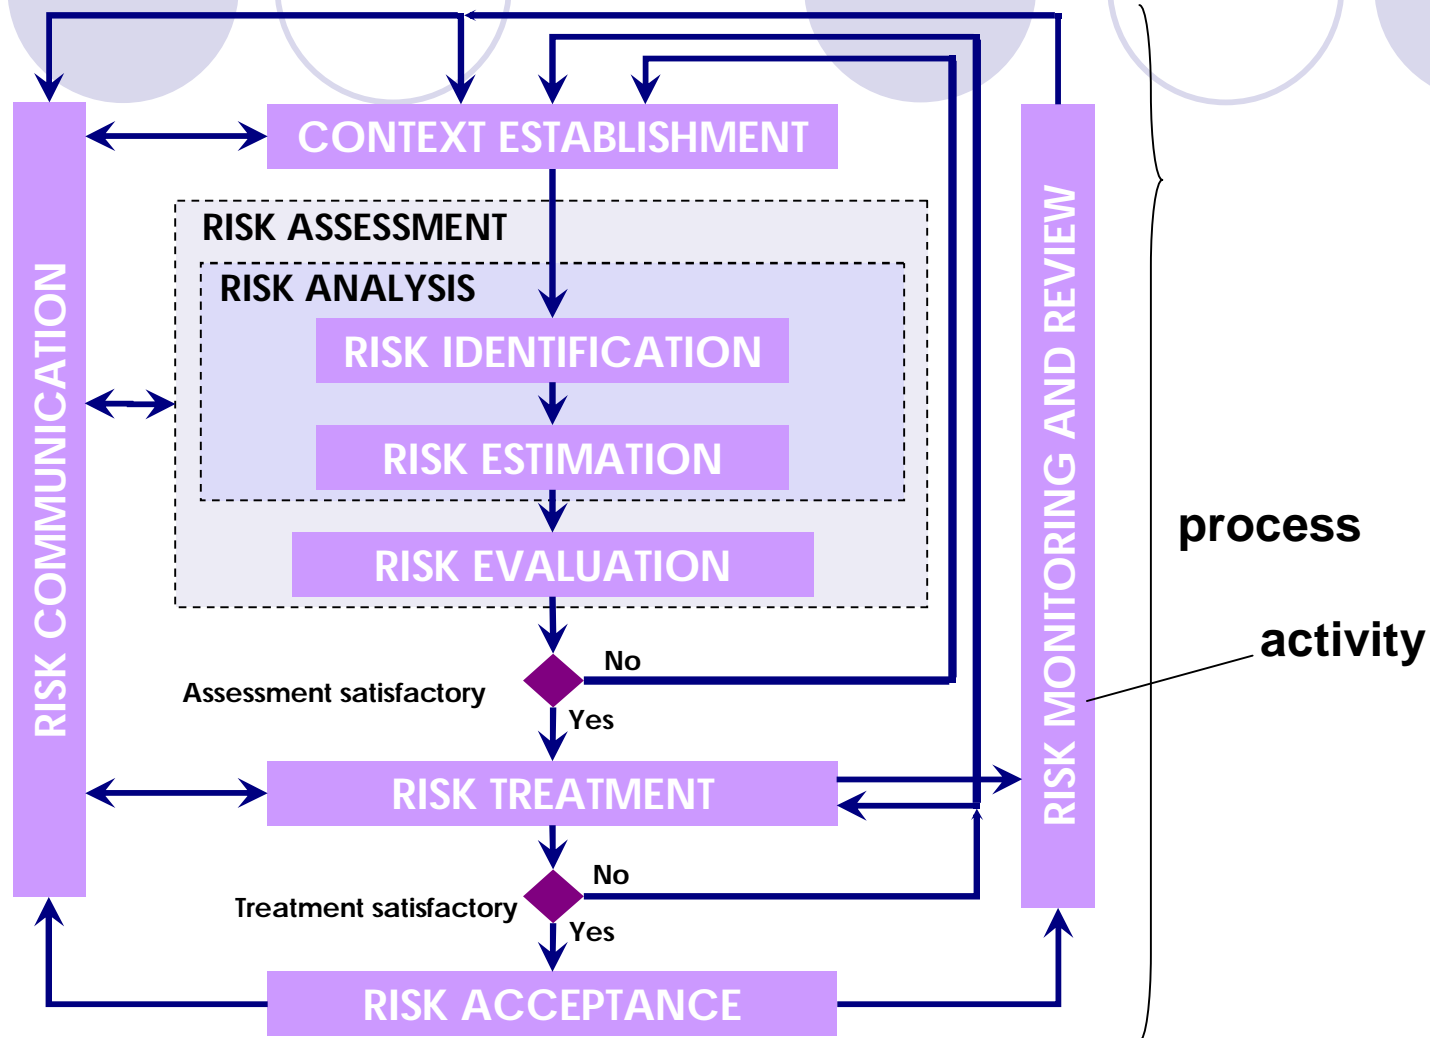 CONTEXT ESTABLISHMENT
RISK ASSESSMENT
RISK ANALYSIS
RISK IDENTIFICATION
RISK ESTIMATION
RISK EVALUATION
No
Assessment satisfactory
Yes
RISK TREATMENT
No
Treatment satisfactory
Yes
RISK ACCEPTANCE
RISK COMMUNICATION
RISK MONITORING AND REVIEW
process
activity